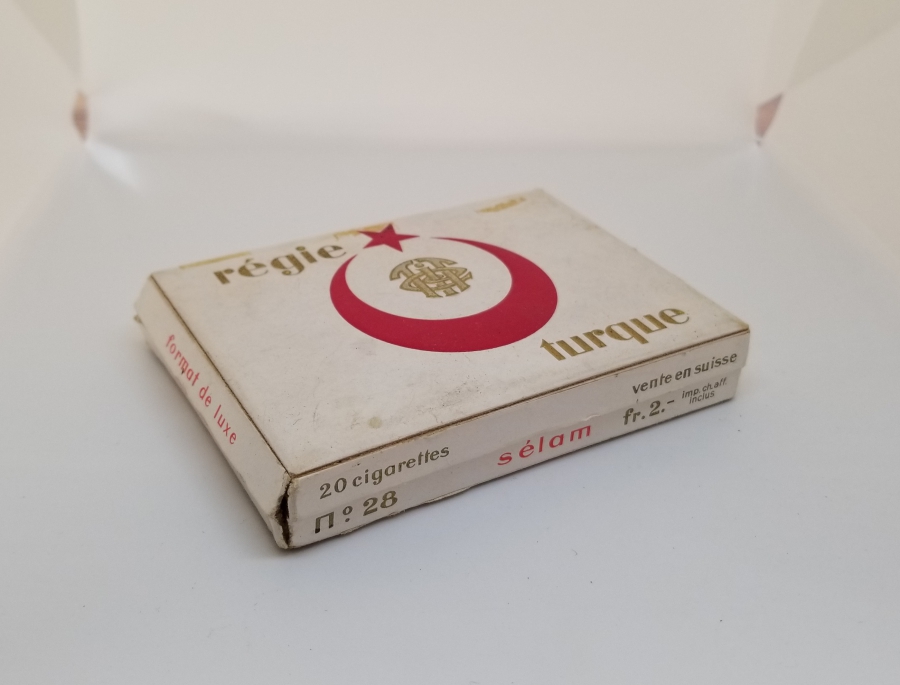 régie
turque
format de luxe
20 cigarettes
n° 28
sélam
vente en suisse
fr. 2.-
imp. ch. aff.
inclus